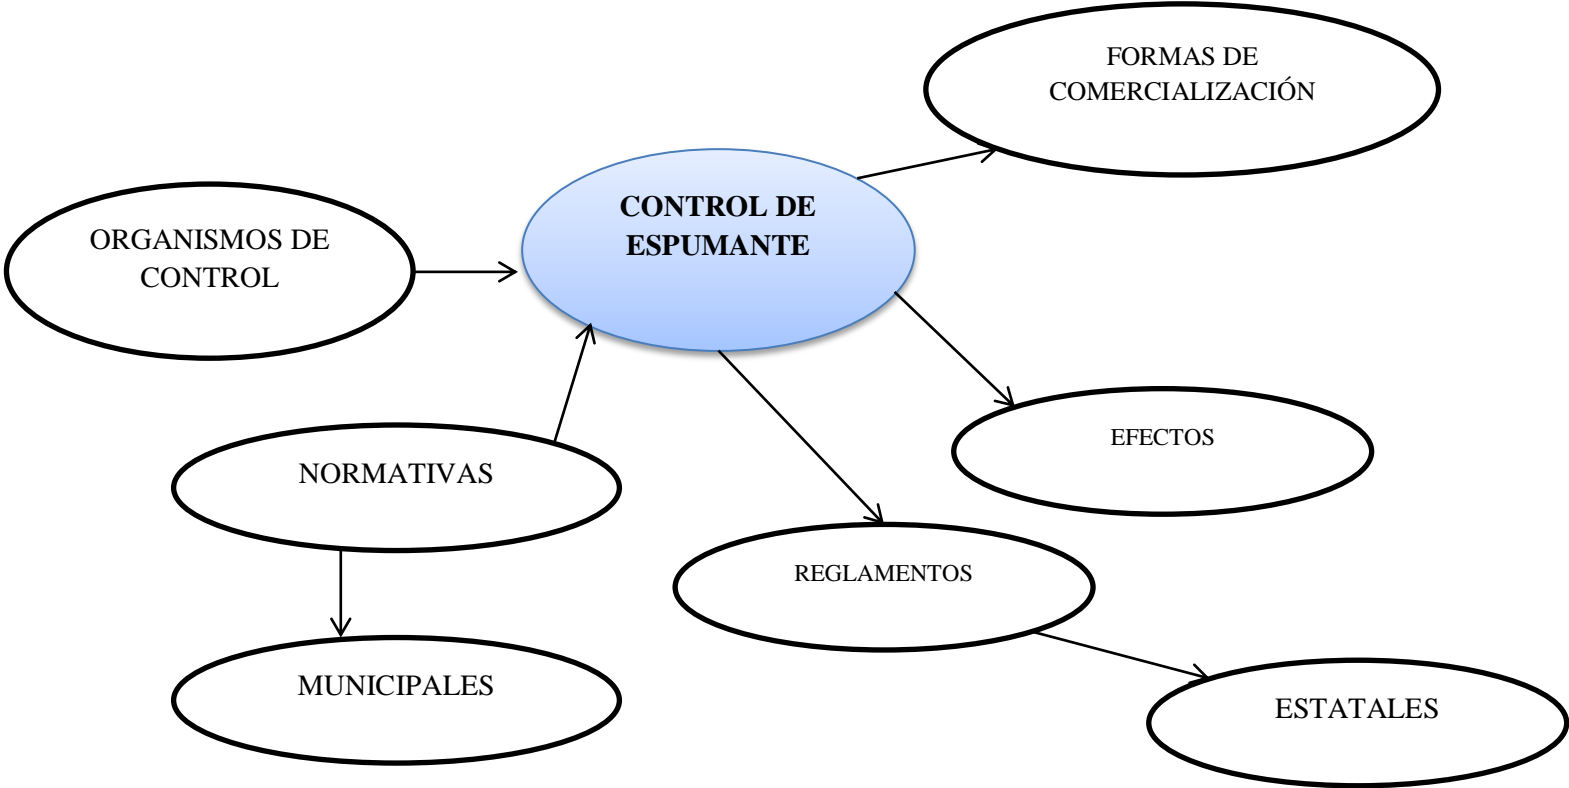 FORMAS DE
COMERCIALIZACIÓN
CONTROL DE
ESPUMANTE
ORGANISMOS DE
CONTROL
EFECTOS
NORMATIVAS
REGLAMENTOS
MUNICIPALES
ESTATALES